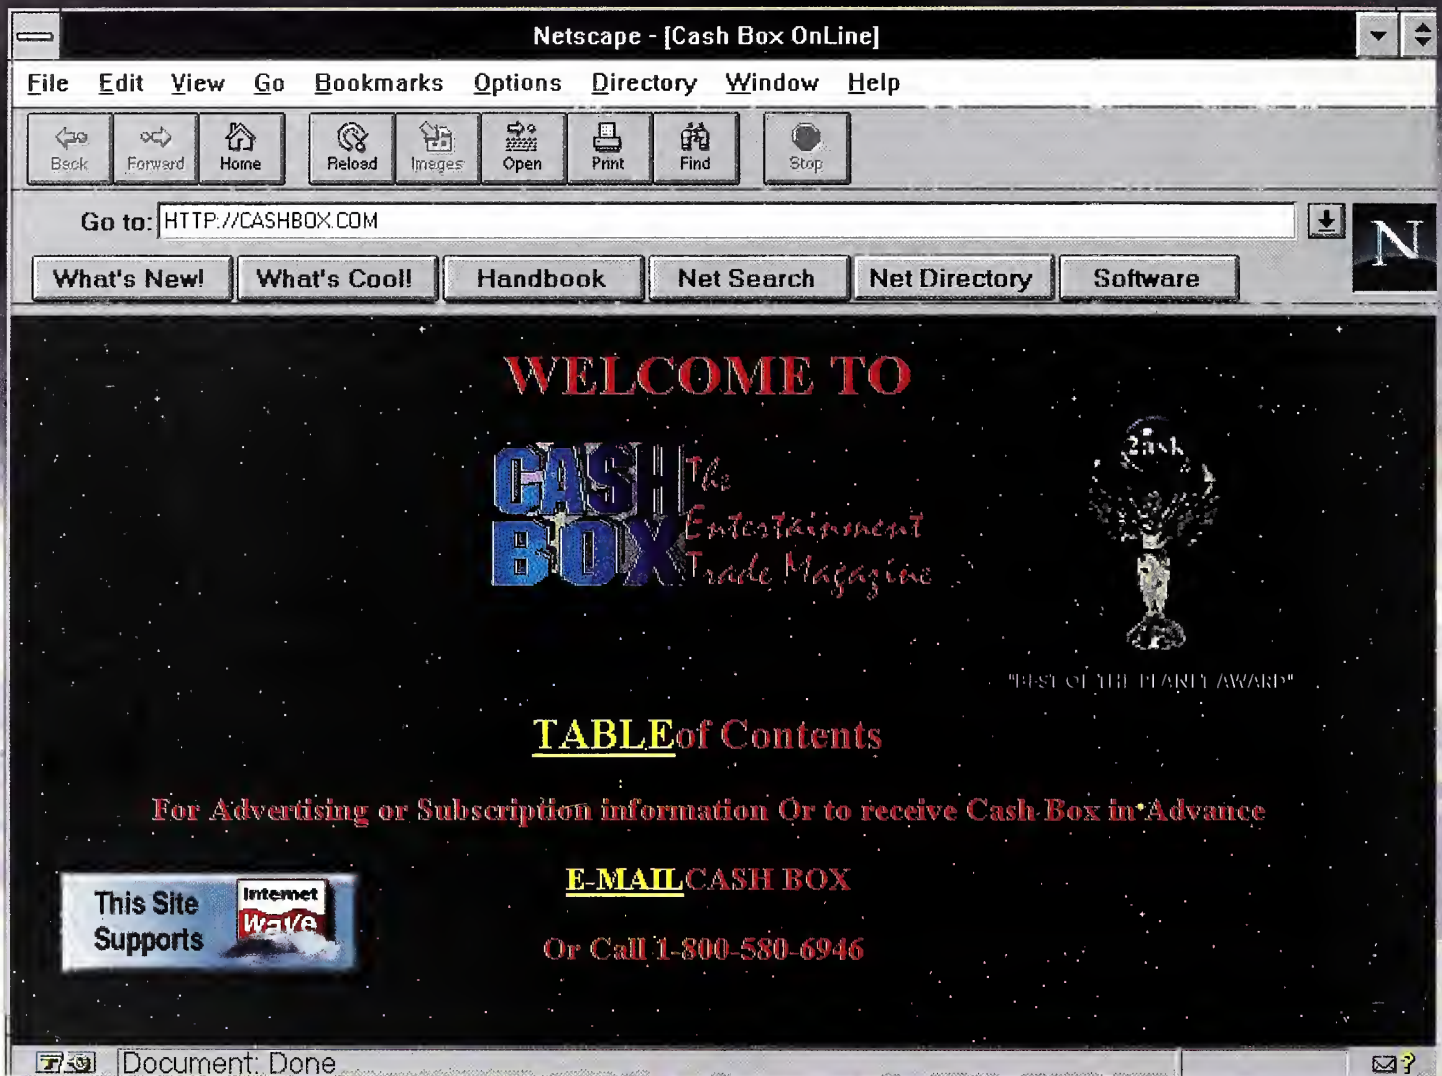 Netscape - [Cash Box OnLine]
File Edit View Go Bookmarks Options Directory Window Help
Back Forward Home Reload Images Open Print Find Stop
Go to: HTTP://CASHBOX.COM
N
What's New! What's Cool! Handbook Net Search Net Directory Software
WELCOME TO
CASH BOX
The
Entertainment
Trade Magazine
Cash
"BEST OF THE PLANET AWARD"
TABLE of Contents
For Advertising or Subscription information Or to receive Cash Box in Advance
E-MAIL CASH BOX
Or Call 1-800-580-6946
This Site
Supports
Internet
wave
Document: Done
?